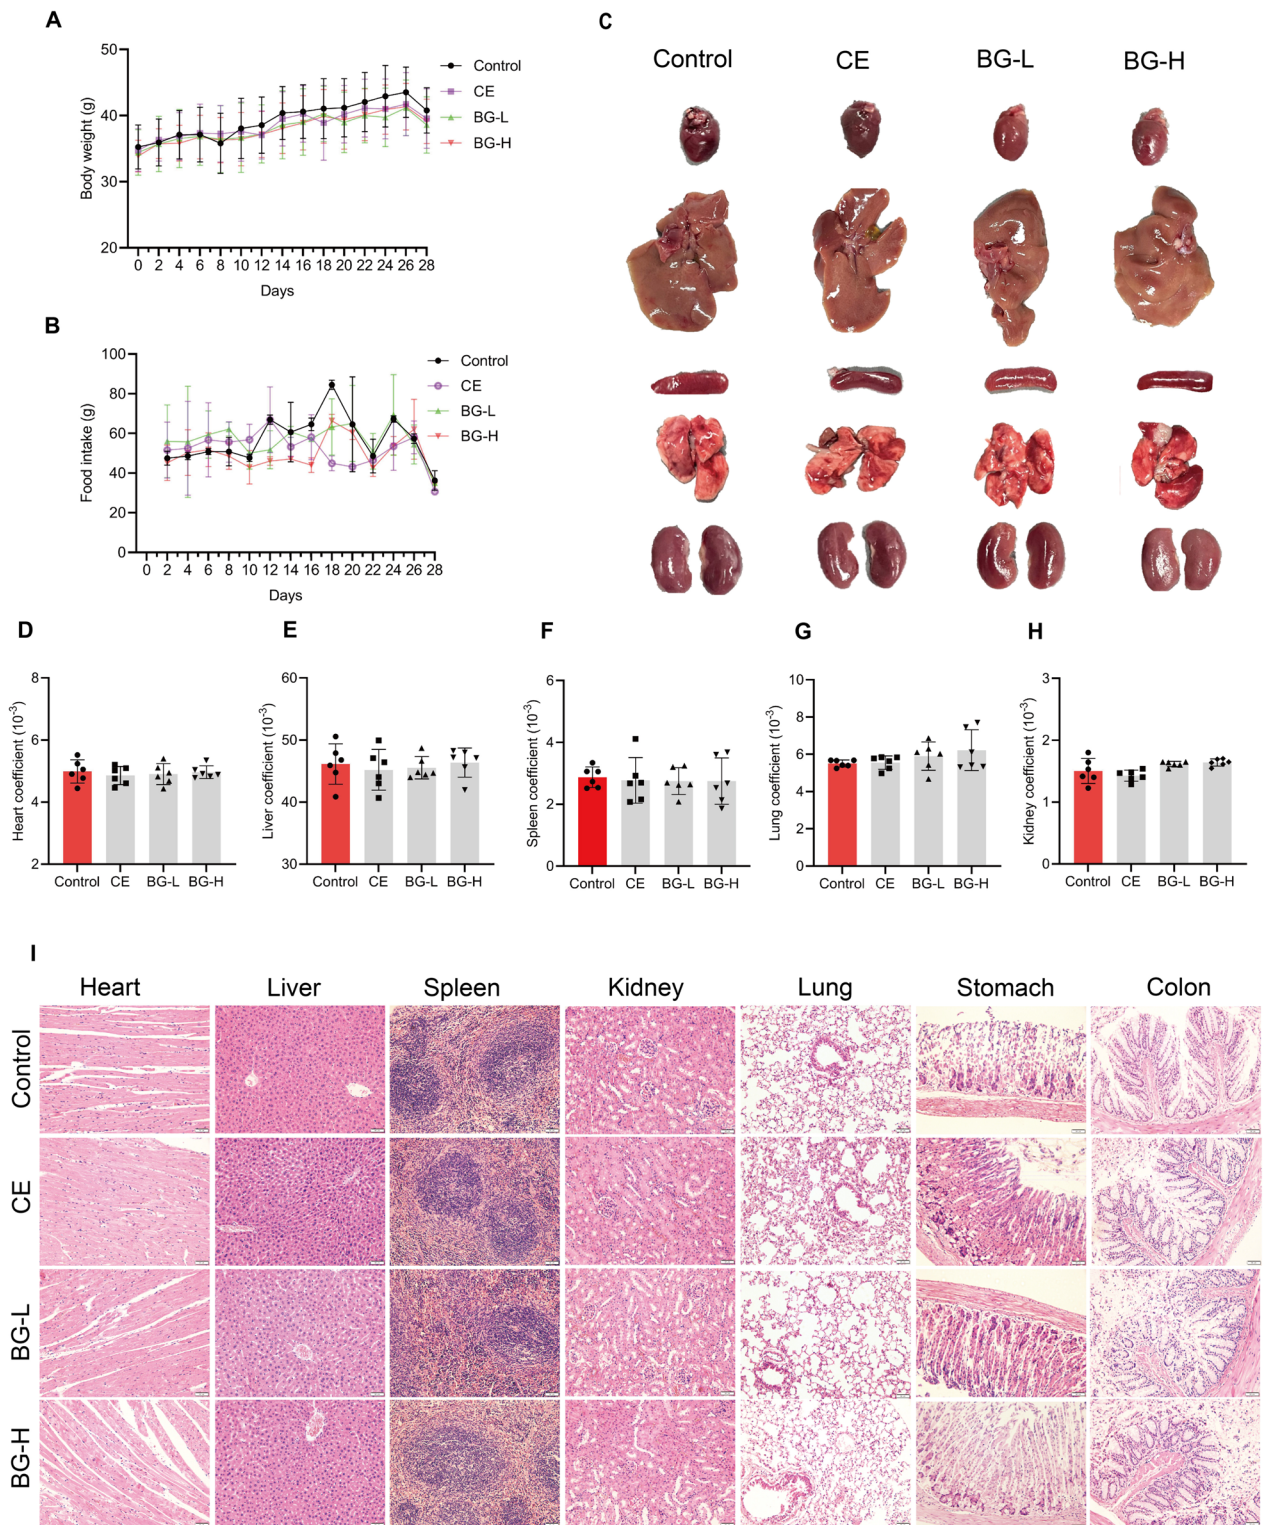 A
50
40
30
20
Body weight (g)
0 2 4 6 8 10 12 14 16 18 20 22 24 26 28
Days
Control
CE
BG-L
BG-H
B
100
80
60
40
20
0
Food intake (g)
0 2 4 6 8 10 12 14 16 18 20 22 24 26 28
Days
Control
CE
BG-L
BG-H
C
Control CE BG-L BG-H
D
8
6
4
2
Heart coefficient (10⁻³)
Control CE BG-L BG-H
E
60
50
40
30
Liver coefficient (10⁻³)
Control CE BG-L BG-H
F
6
4
2
0
Spleen coefficient (10⁻³)
Control CE BG-L BG-H
G
10
8
6
4
2
0
Lung coefficient (10⁻³)
Control CE BG-L BG-H
H
3
2
1
0
Kidney coefficient (10⁻³)
Control CE BG-L BG-H
I
Heart Liver Spleen Kidney Lung Stomach Colon
Control
CE
BG-L
BG-H